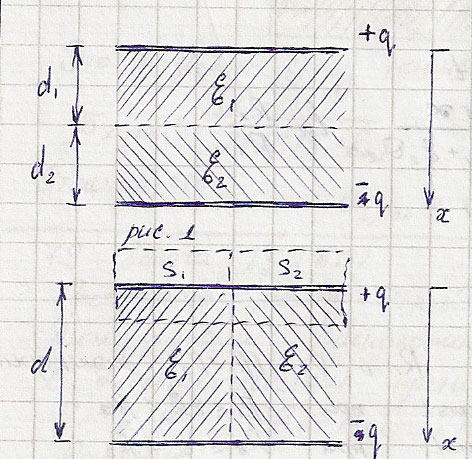 +q
d₁
ε₁
d₂
ε₂
-q
x
рис. 1
S₁ S₂
+q
d
ε₁ ε₂
-q
x